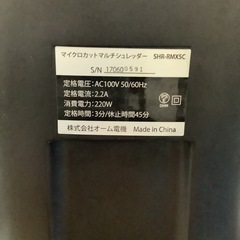 マイクロカットマルチシュレッダー SHR-RMX5C
S/N 17060 0591
定格電圧：AC100V 50/60Hz
定格電流：2.2A
消費電力：220W
定格時間：3分/休止時間45分
株式会社オーム電機 Made in China